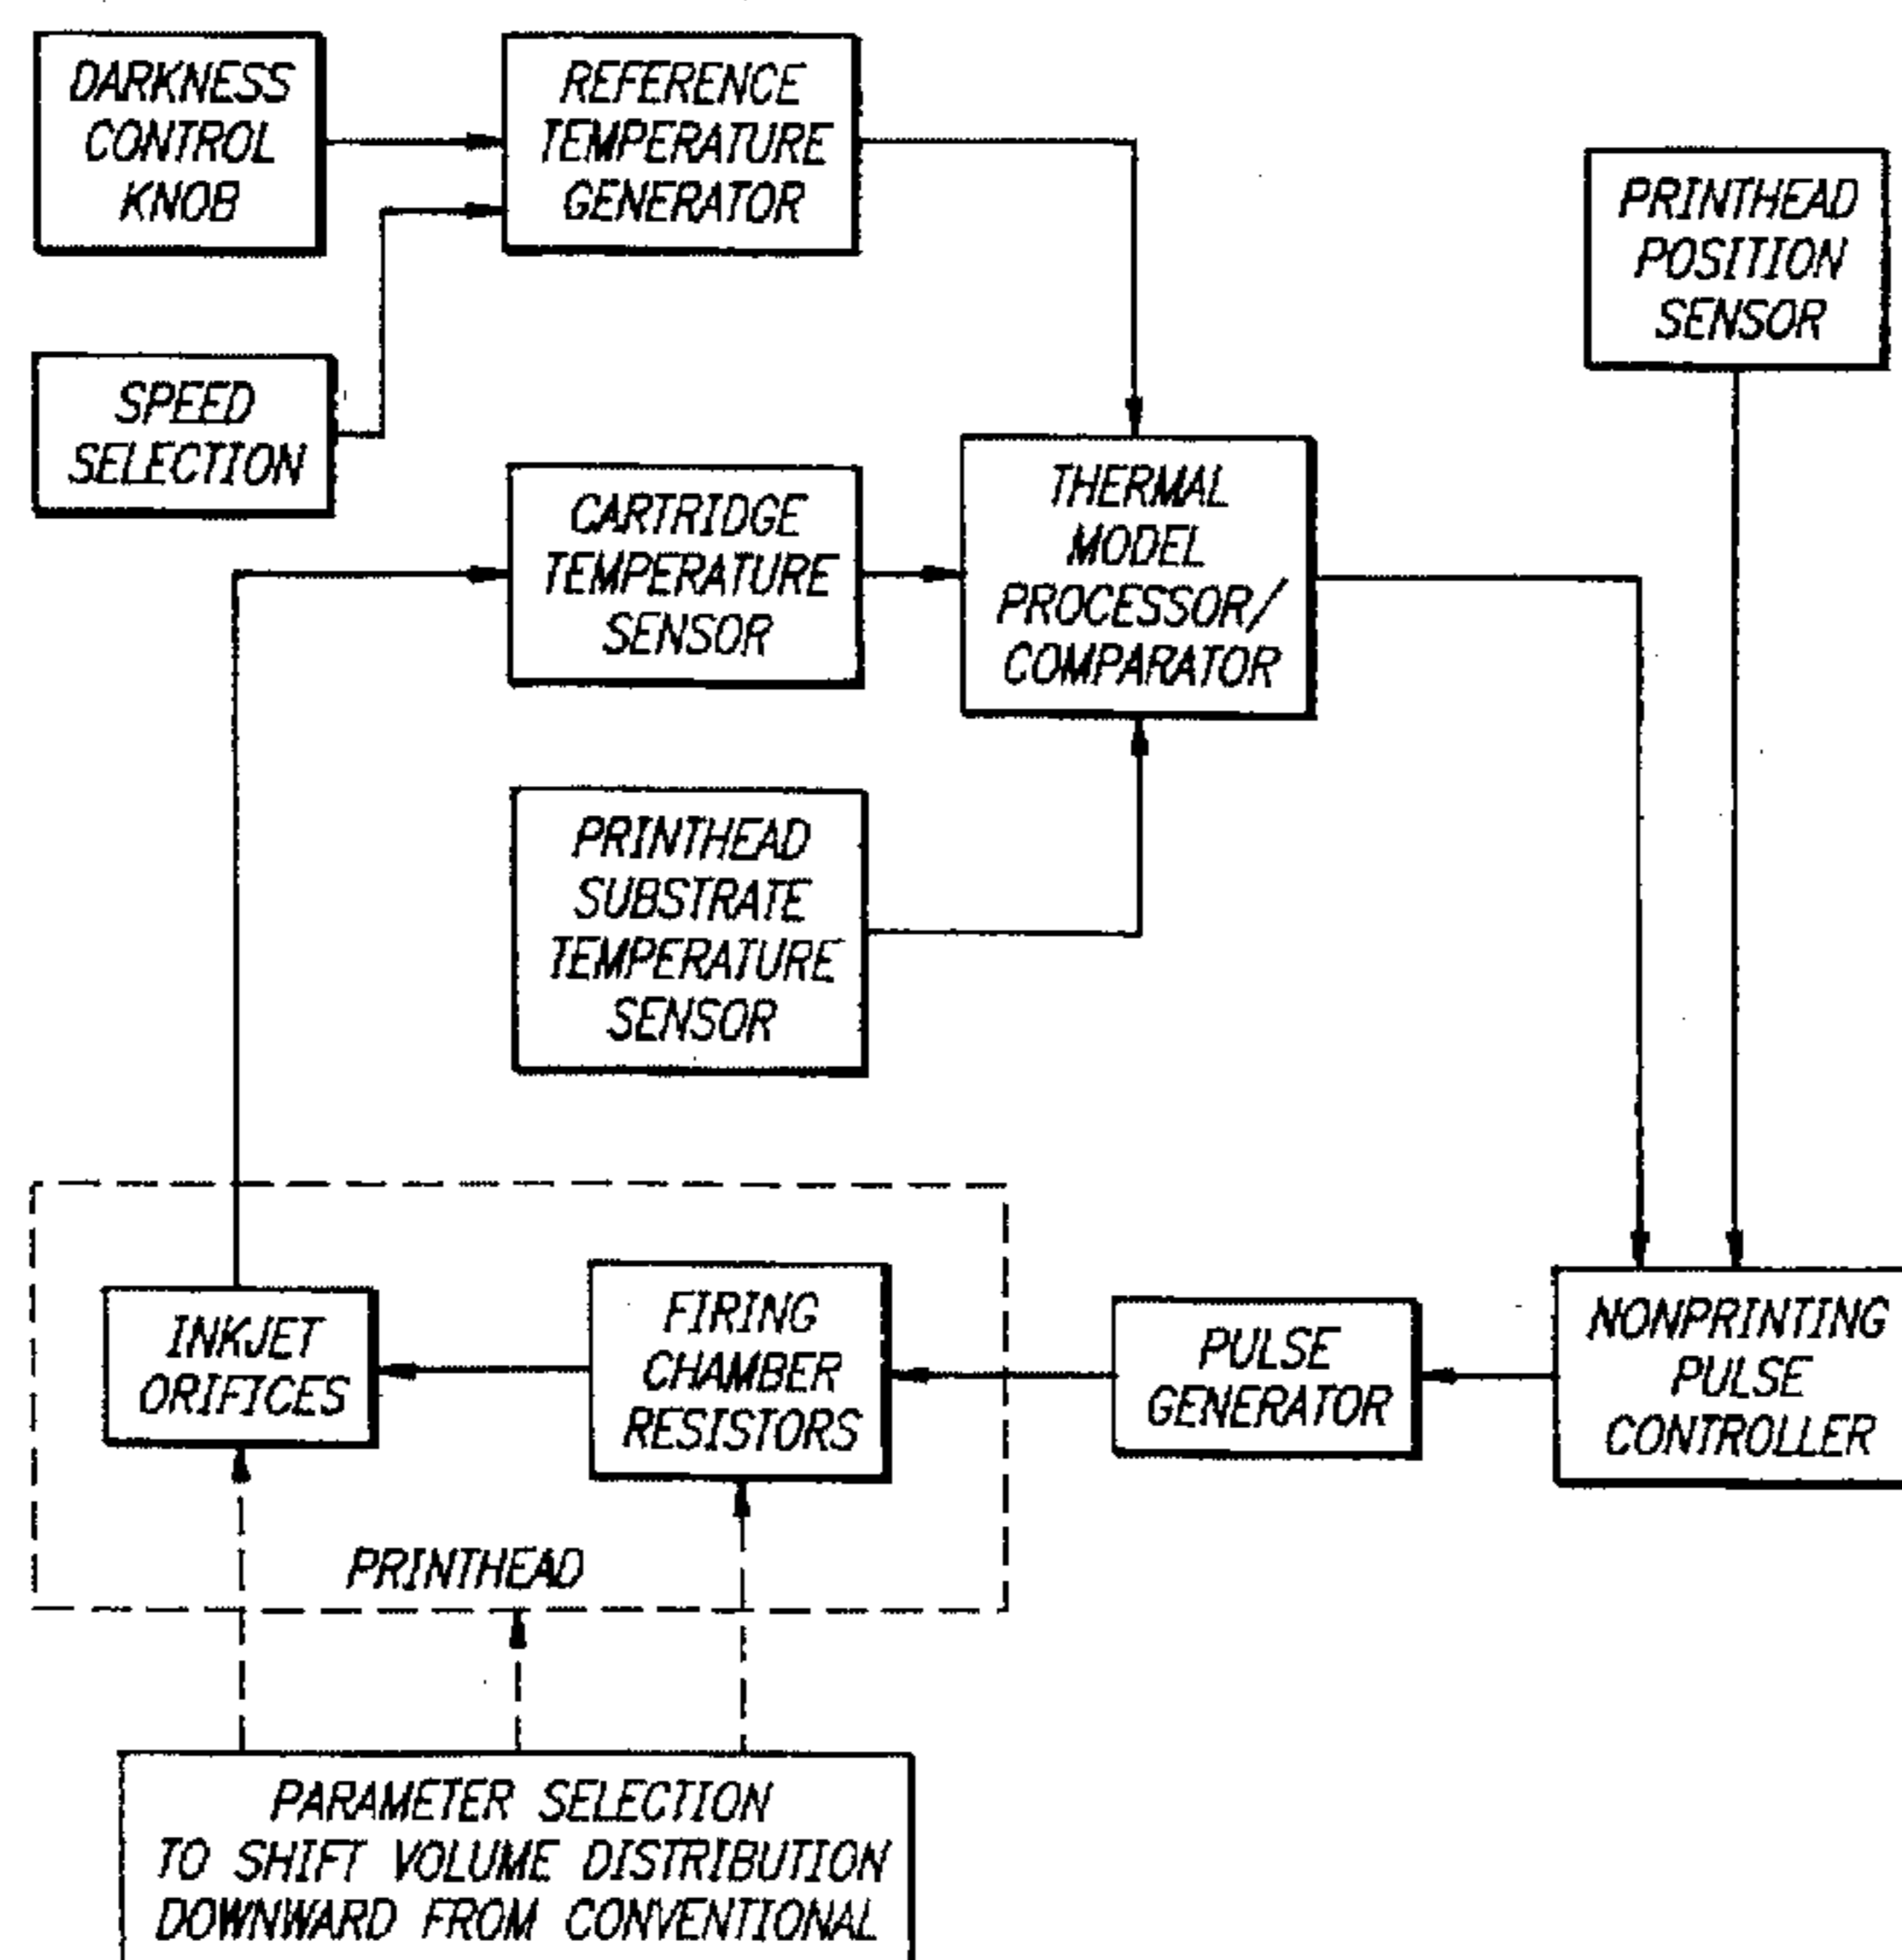 DARKNESS
CONTROL
KNOB
REFERENCE
TEMPERATURE
GENERATOR
PRINTHEAD
POSITION
SENSOR
SPEED
SELECTION
CARTRIDGE
TEMPERATURE
SENSOR
THERMAL
MODEL
PROCESSOR/
COMPARATOR
PRINTHEAD
SUBSTRATE
TEMPERATURE
SENSOR
INKJET
ORIFICES
FIRING
CHAMBER
RESISTORS
PULSE
GENERATOR
NONPRINTING
PULSE
CONTROLLER
PRINTHEAD
PARAMETER SELECTION
TO SHIFT VOLUME DISTRIBUTION
DOWNWARD FROM CONVENTIONAL